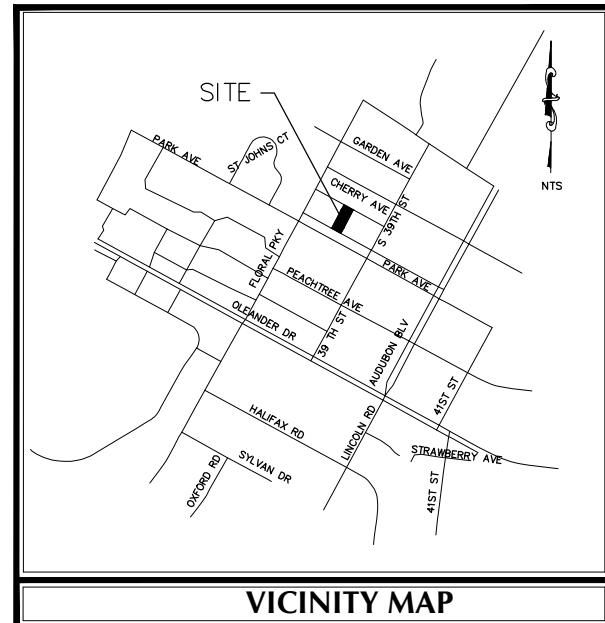 SITE
PARK AVE
ST JOHNS CT
GARDEN AVE
CHERRY AVE
S 39TH ST
NTS
FLORAL PKY
PARK AVE
PEACHTREE AVE
OLEANDER DR
39 TH ST
AUDUBON BLV
41ST ST
HALIFAX RD
LINCOLN RD
STRAWBERRY AVE
SYLVAN DR
OXFORD RD
41ST ST
VICINITY MAP